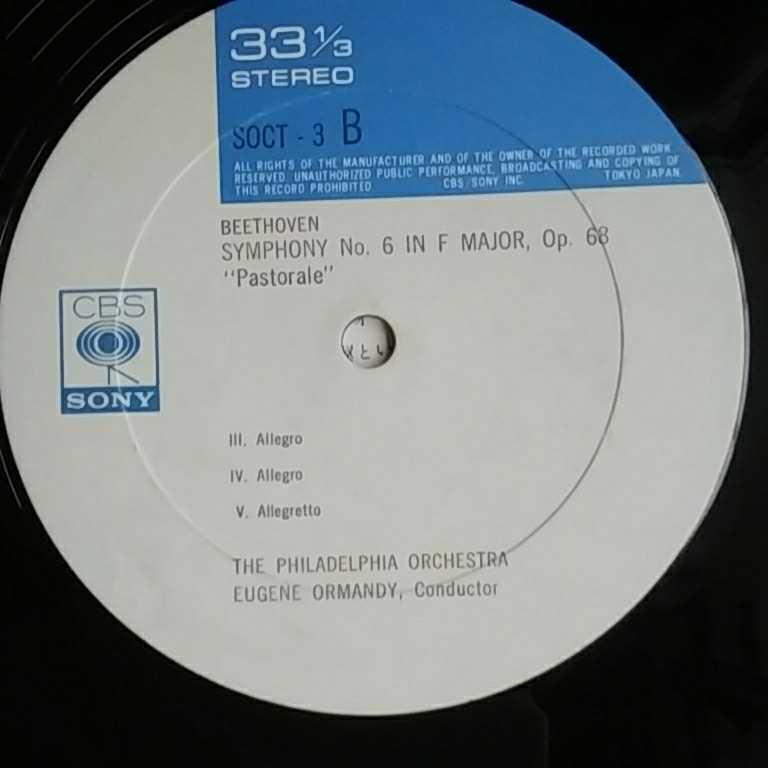 33 1/3
STEREO
SOCT - 3 B
ALL RIGHTS OF THE MANUFACTURER AND OF THE OWNER OF THE RECORDED WORK
RESERVED. UNAUTHORIZED PUBLIC PERFORMANCE, BROADCASTING AND COPYING OF
THIS RECORD PROHIBITED CBS SONY INC. TOKYO JAPAN
BEETHOVEN
SYMPHONY No. 6 IN F MAJOR, Op. 68
"Pastorale"
CBS
SONY
III. Allegro
IV. Allegro
V. Allegretto
THE PHILADELPHIA ORCHESTRA
EUGENE ORMANDY, Conductor